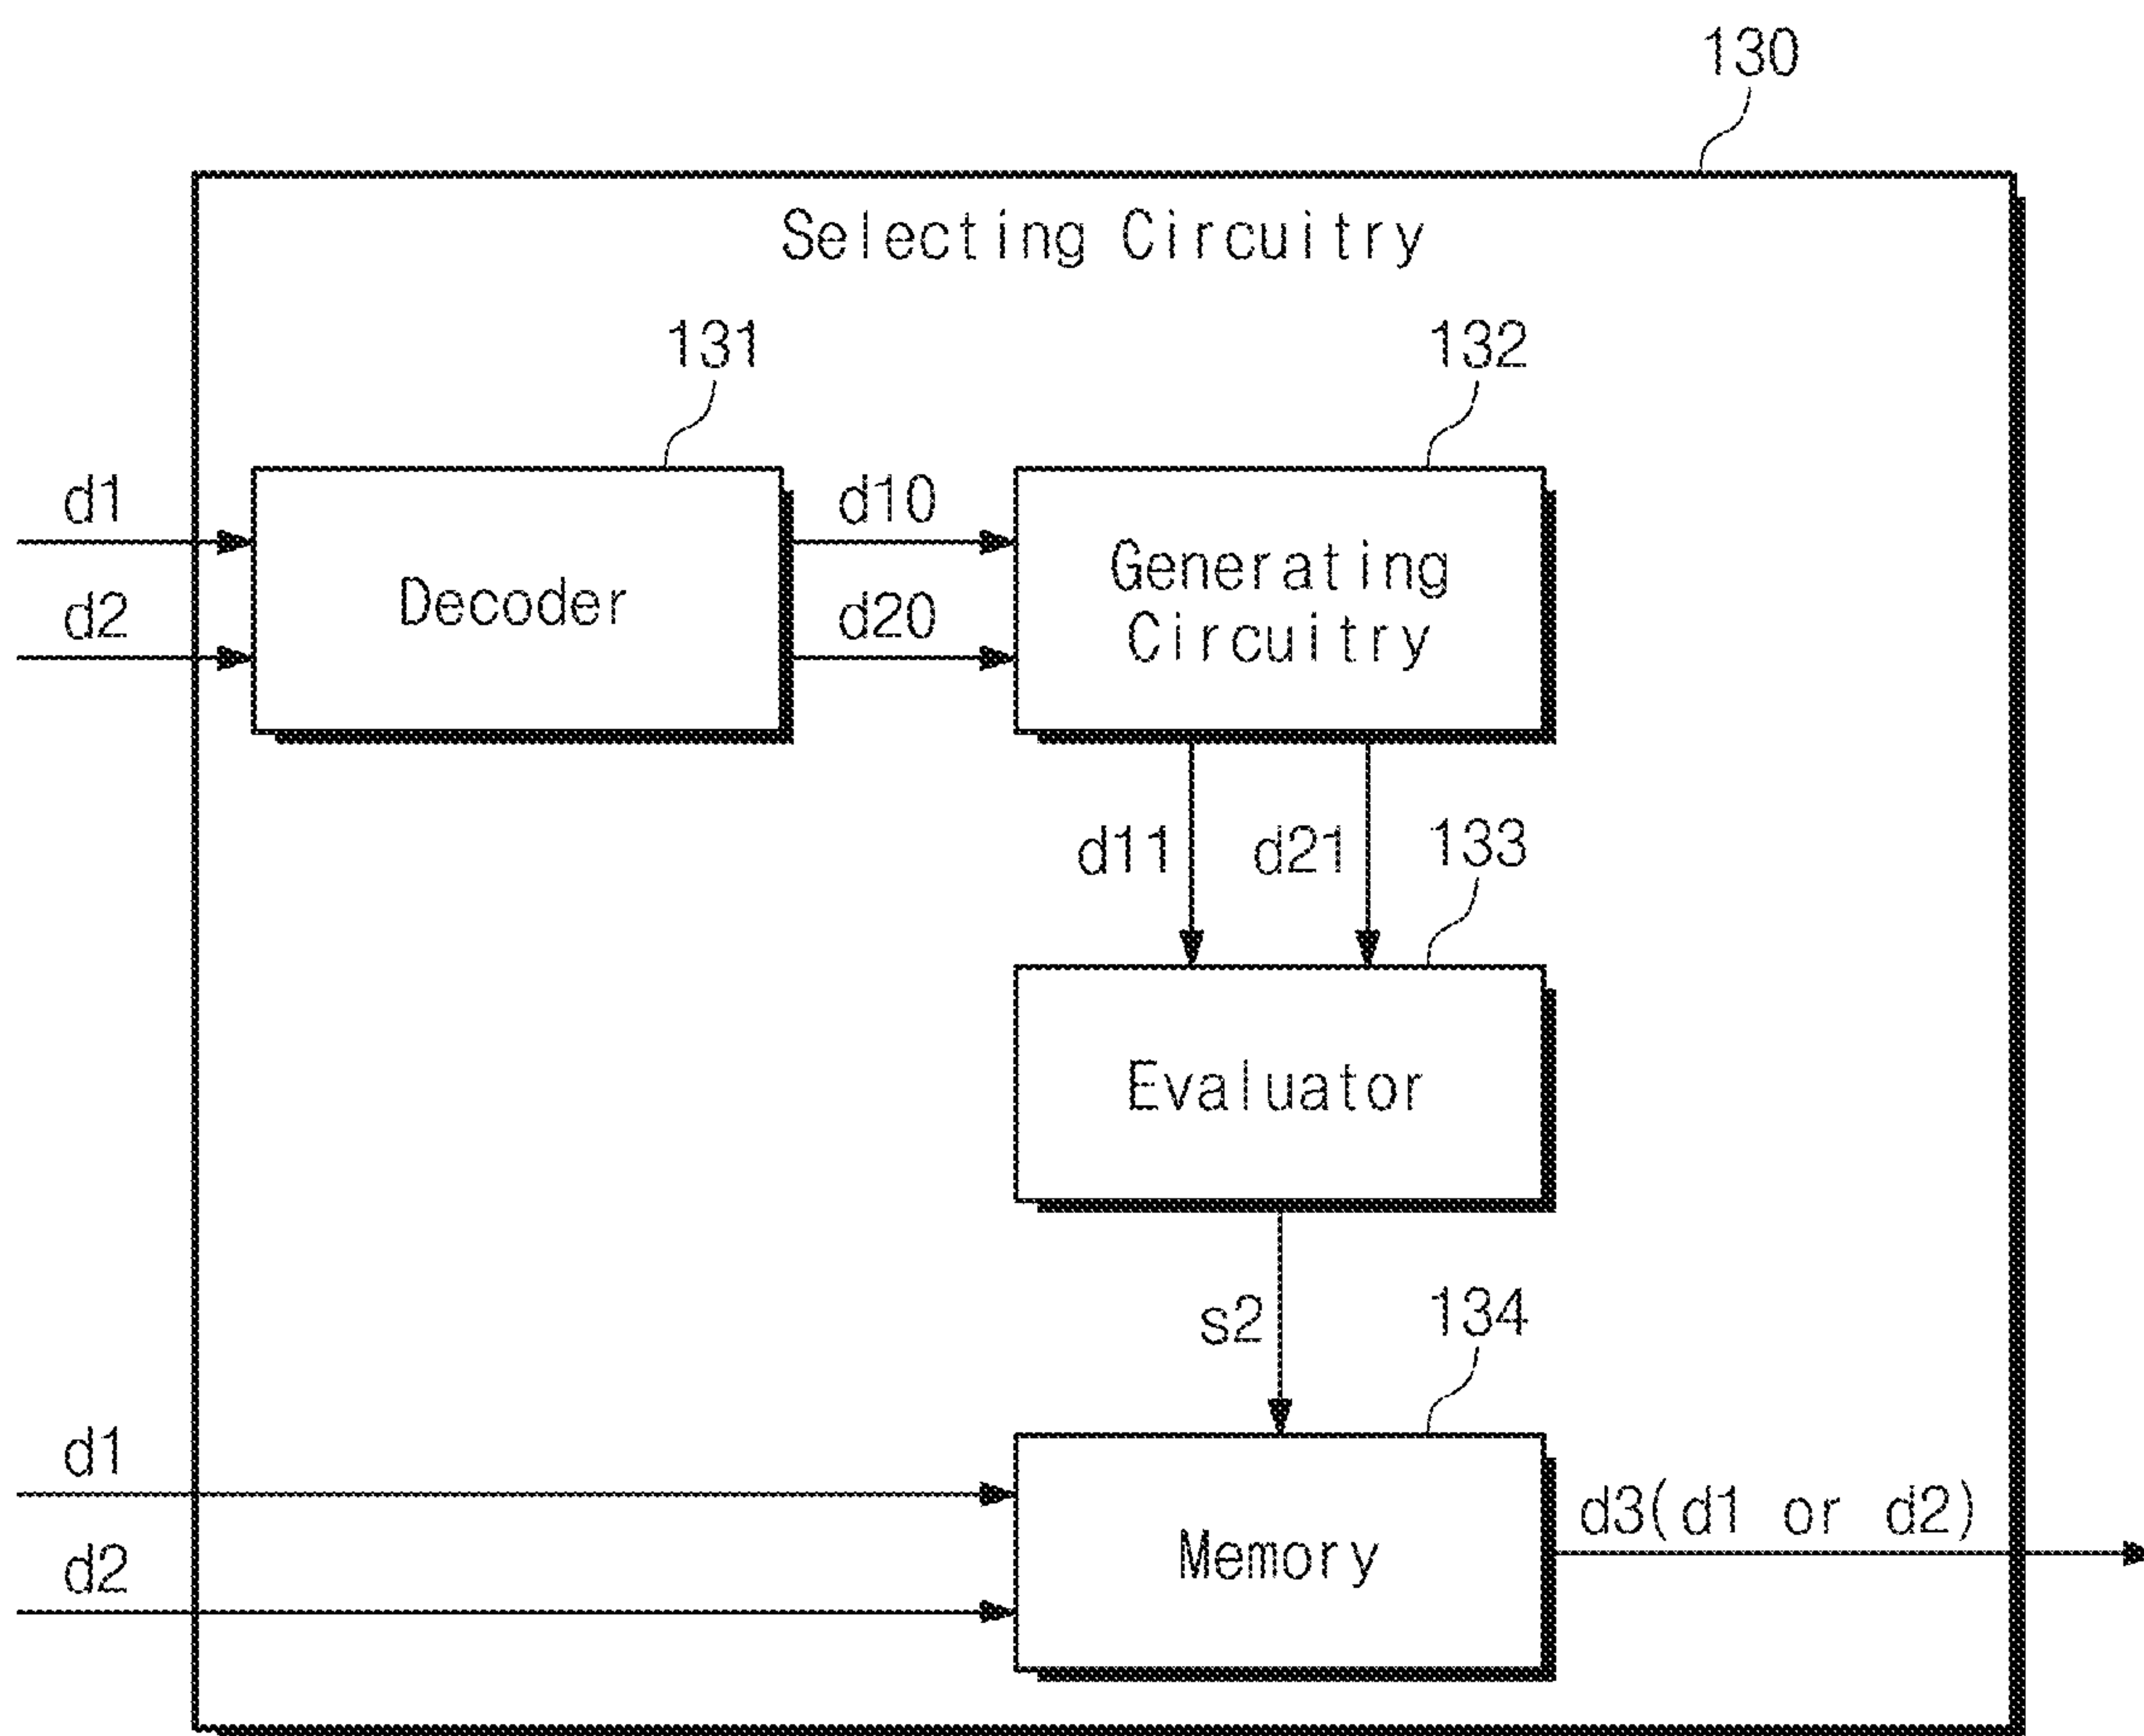 130
Selecting Circuitry
131
132
d1
d10
d2
Decoder
d20
Generating
Circuitry
d11
d21
133
Evaluator
s2
134
d1
d2
Memory
d3(d1 or d2)